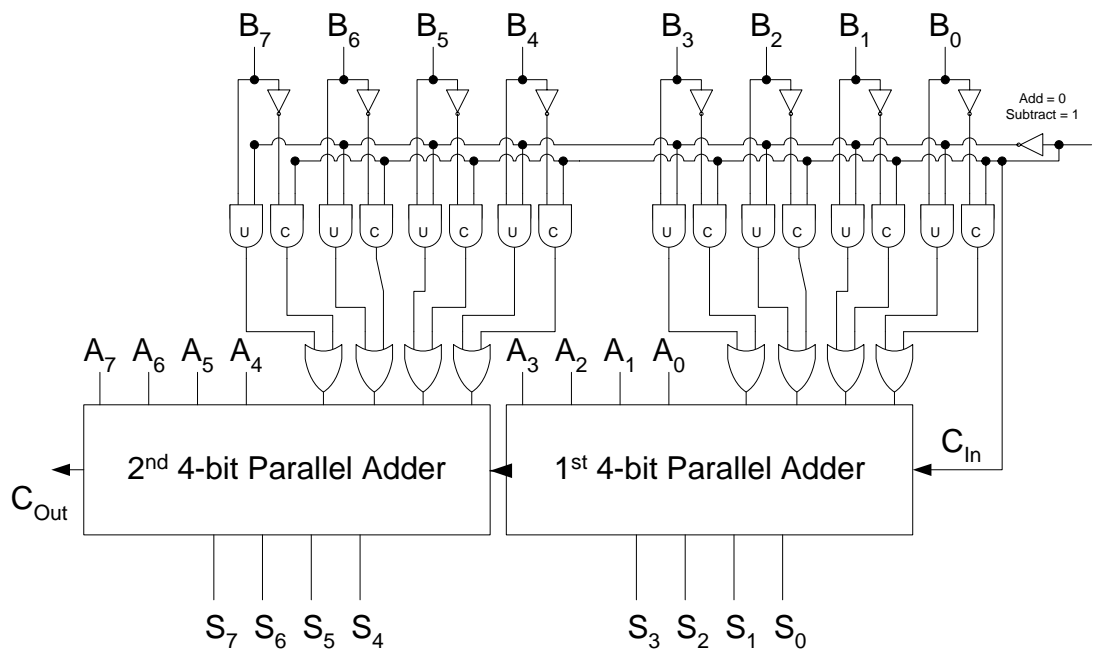 B7 B6 B5 B4 B3 B2 B1 B0
Add = 0
Subtract = 1
U C U C U C U C U C U C U C U C
A7 A6 A5 A4 A3 A2 A1 A0
2nd 4-bit Parallel Adder
1st 4-bit Parallel Adder
CIn
COut
S7 S6 S5 S4 S3 S2 S1 S0